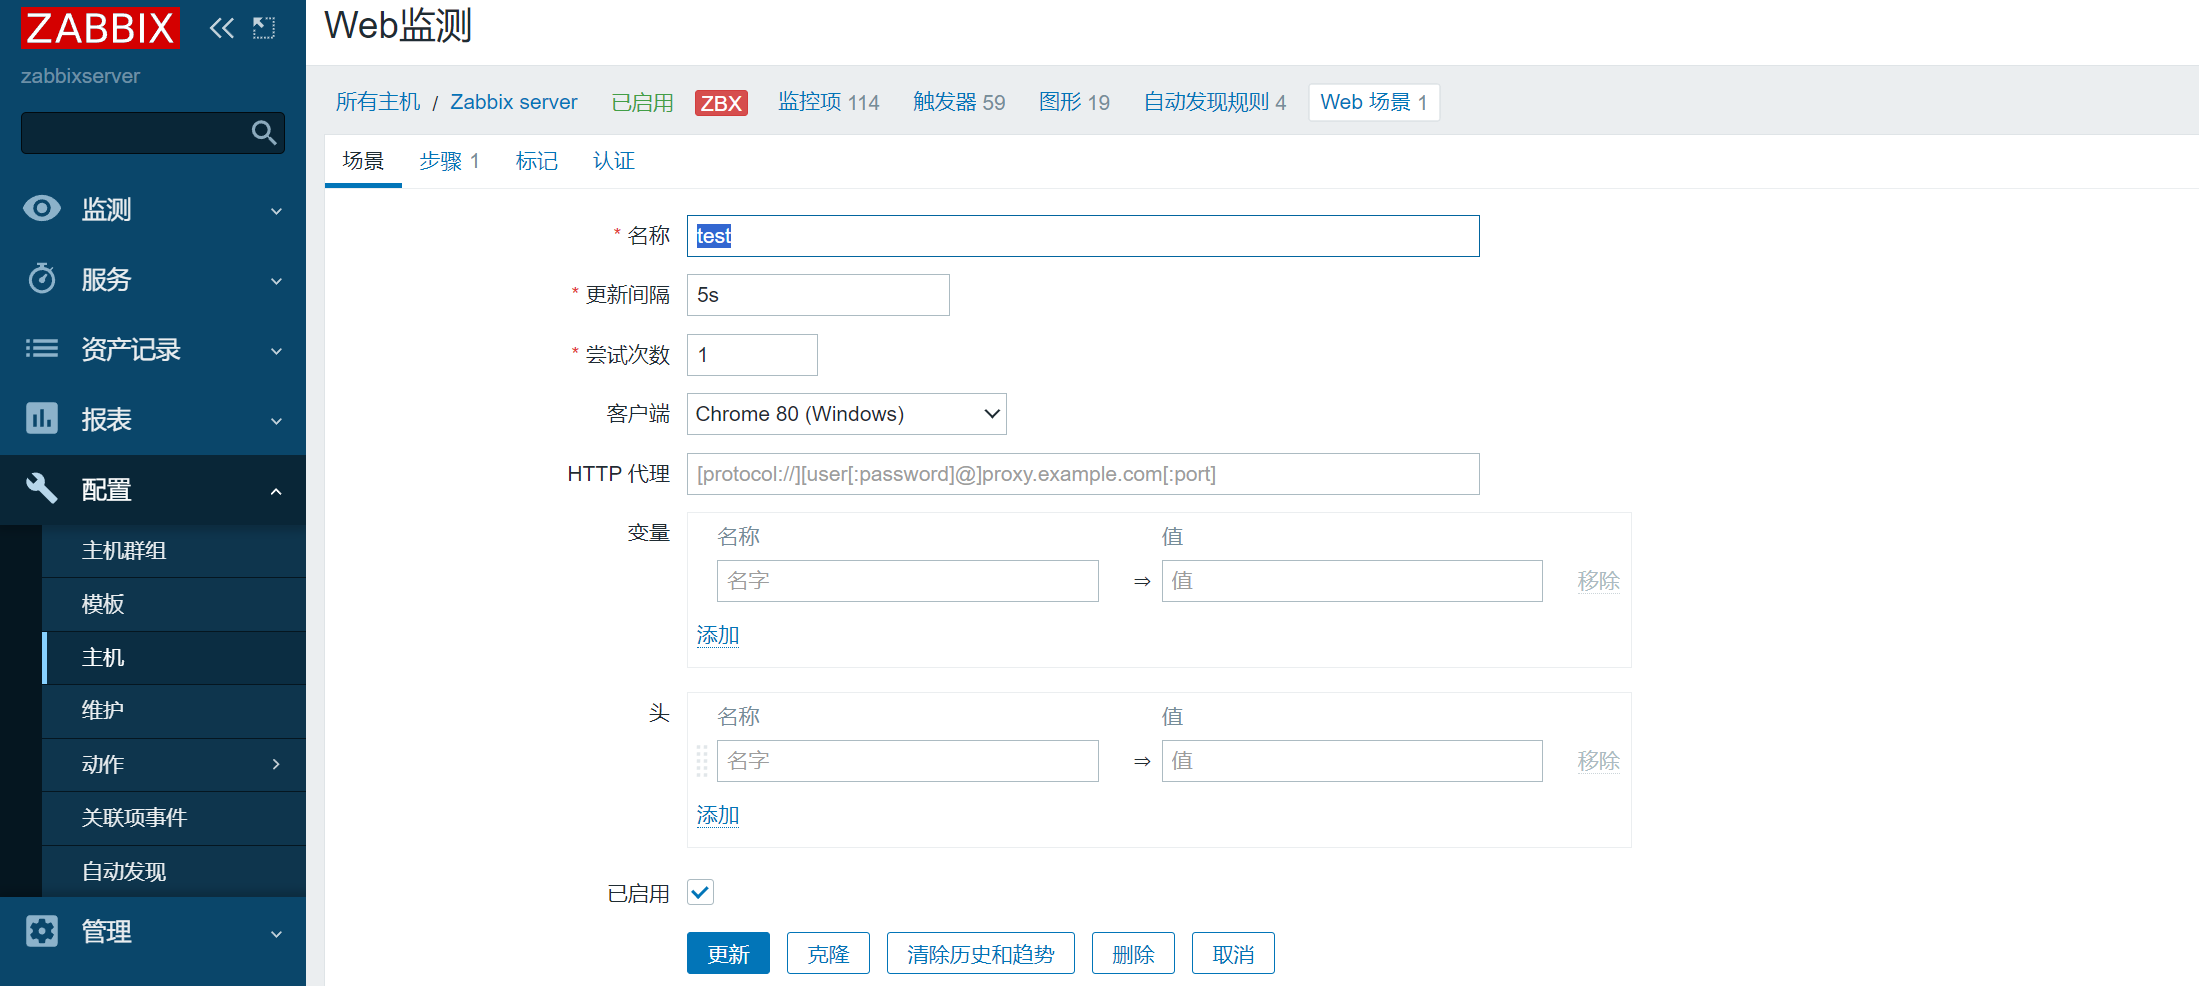 ZABBIX
zabbixserver
监测
服务
资产记录
报表
配置
主机群组
模板
主机
维护
动作
关联项事件
自动发现
管理
Web监测
所有主机 / Zabbix server 已启用 ZBX 监控项 114 触发器 59 图形 19 自动发现规则 4 Web 场景 1
场景 步骤 1 标记 认证
* 名称 test
* 更新间隔 5s
* 尝试次数 1
客户端 Chrome 80 (Windows)
HTTP 代理 [protocol://][user[:password]@]proxy.example.com[:port]
变量 名称 值
名字 ⇒ 值 移除
添加
头 名称 值
名字 ⇒ 值 移除
添加
已启用
更新 克隆 清除历史和趋势 删除 取消